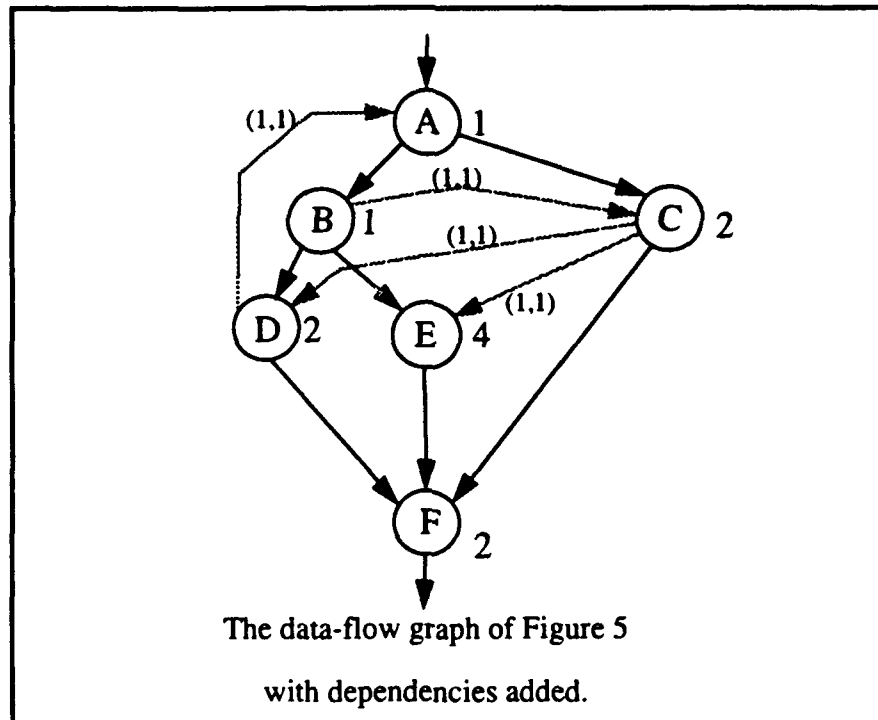 (1,1)
A 1
(1,1)
B 1
C 2
(1,1)
(1,1)
D 2
E 4
F 2
The data-flow graph of Figure 5
with dependencies added.